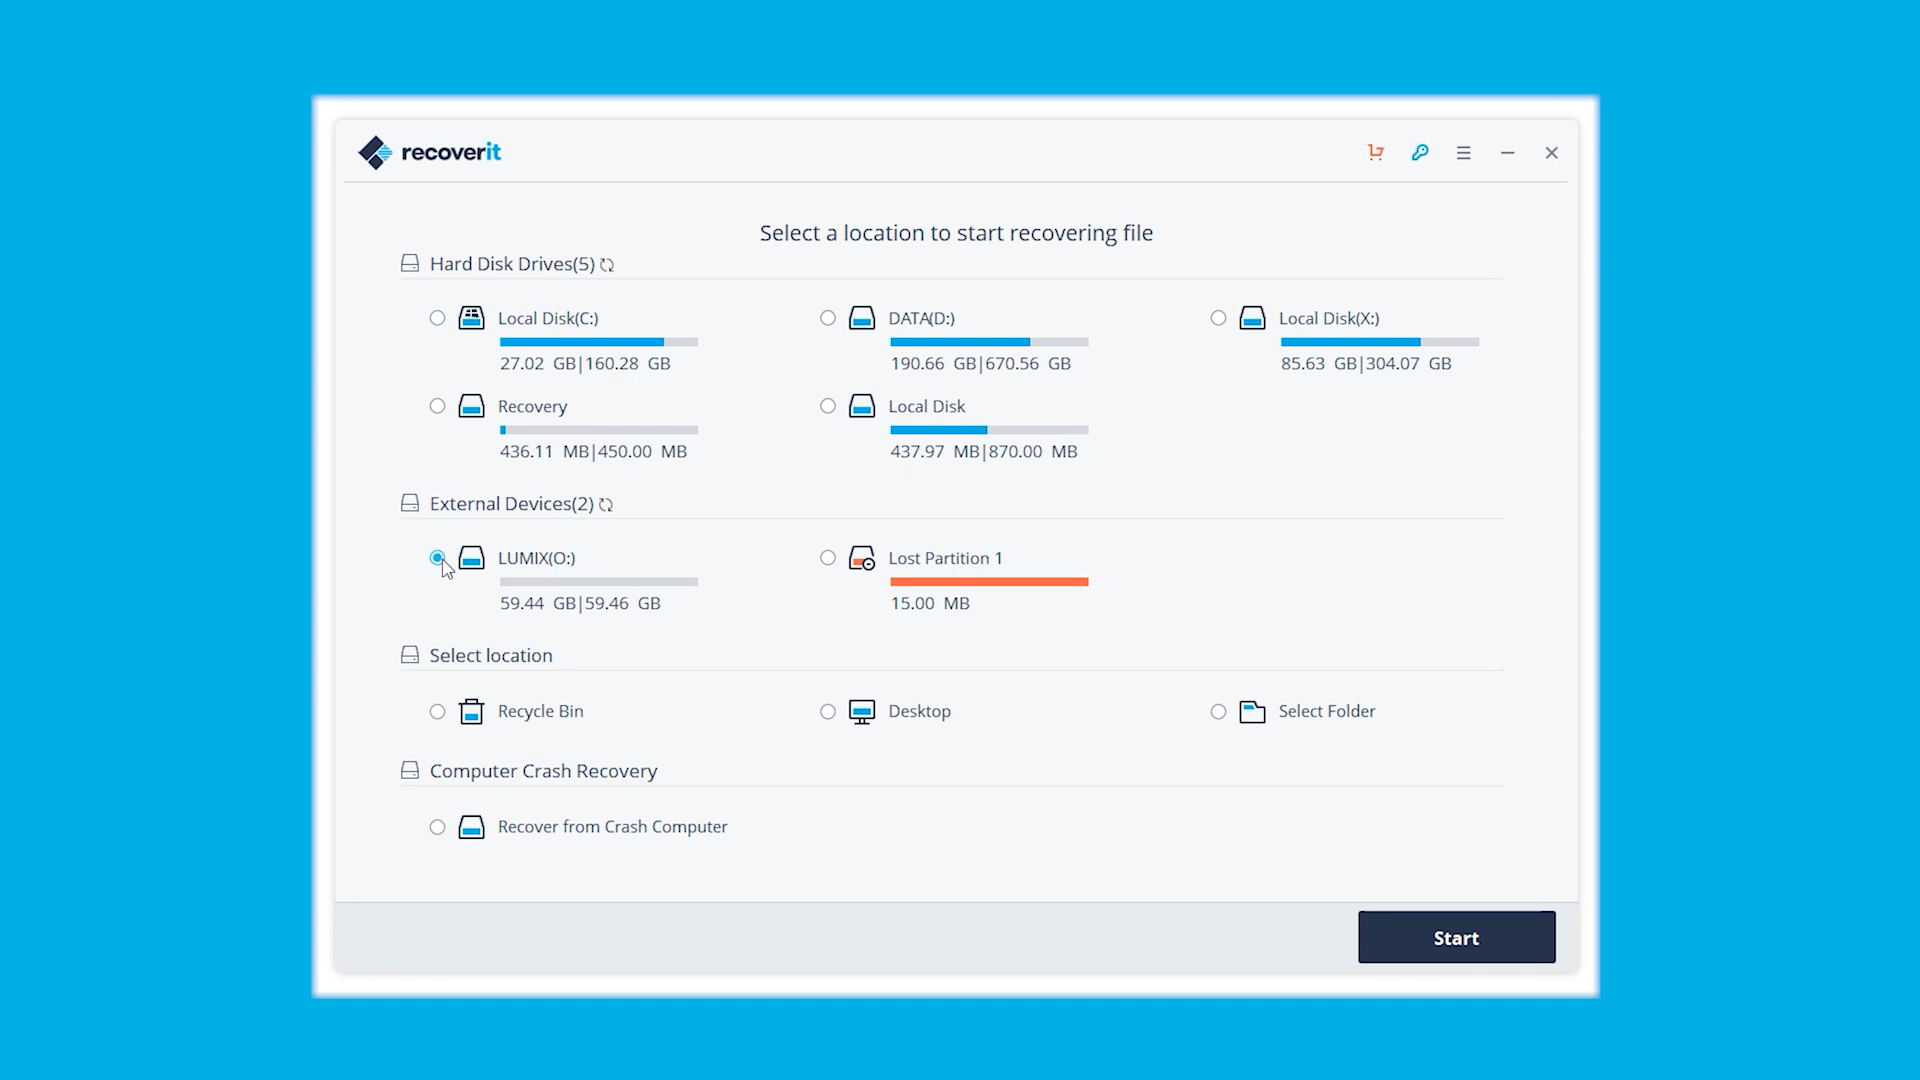 recoverit
Select a location to start recovering file
Hard Disk Drives(5)
Local Disk(C:)
27.02 GB|160.28 GB
DATA(D:)
190.66 GB|670.56 GB
Local Disk(X:)
85.63 GB|304.07 GB
Recovery
436.11 MB|450.00 MB
Local Disk
437.97 MB|870.00 MB
External Devices(2)
LUMIX(O:)
59.44 GB|59.46 GB
Lost Partition 1
15.00 MB
Select location
Recycle Bin
Desktop
Select Folder
Computer Crash Recovery
Recover from Crash Computer
Start